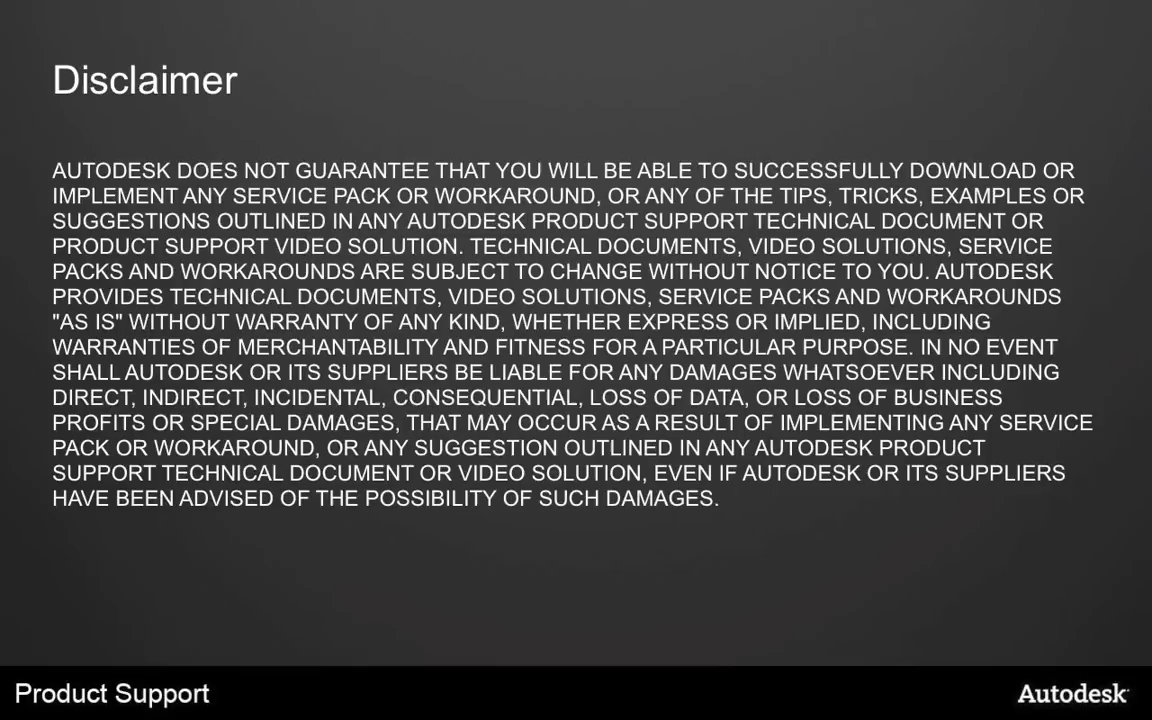 Disclaimer
AUTODESK DOES NOT GUARANTEE THAT YOU WILL BE ABLE TO SUCCESSFULLY DOWNLOAD OR
IMPLEMENT ANY SERVICE PACK OR WORKAROUND, OR ANY OF THE TIPS, TRICKS, EXAMPLES OR
SUGGESTIONS OUTLINED IN ANY AUTODESK PRODUCT SUPPORT TECHNICAL DOCUMENT OR
PRODUCT SUPPORT VIDEO SOLUTION. TECHNICAL DOCUMENTS, VIDEO SOLUTIONS, SERVICE
PACKS AND WORKAROUNDS ARE SUBJECT TO CHANGE WITHOUT NOTICE TO YOU. AUTODESK
PROVIDES TECHNICAL DOCUMENTS, VIDEO SOLUTIONS, SERVICE PACKS AND WORKAROUNDS
"AS IS" WITHOUT WARRANTY OF ANY KIND, WHETHER EXPRESS OR IMPLIED, INCLUDING
WARRANTIES OF MERCHANTABILITY AND FITNESS FOR A PARTICULAR PURPOSE. IN NO EVENT
SHALL AUTODESK OR ITS SUPPLIERS BE LIABLE FOR ANY DAMAGES WHATSOEVER INCLUDING
DIRECT, INDIRECT, INCIDENTAL, CONSEQUENTIAL, LOSS OF DATA, OR LOSS OF BUSINESS
PROFITS OR SPECIAL DAMAGES, THAT MAY OCCUR AS A RESULT OF IMPLEMENTING ANY SERVICE
PACK OR WORKAROUND, OR ANY SUGGESTION OUTLINED IN ANY AUTODESK PRODUCT
SUPPORT TECHNICAL DOCUMENT OR VIDEO SOLUTION, EVEN IF AUTODESK OR ITS SUPPLIERS
HAVE BEEN ADVISED OF THE POSSIBILITY OF SUCH DAMAGES.
Product Support
Autodesk